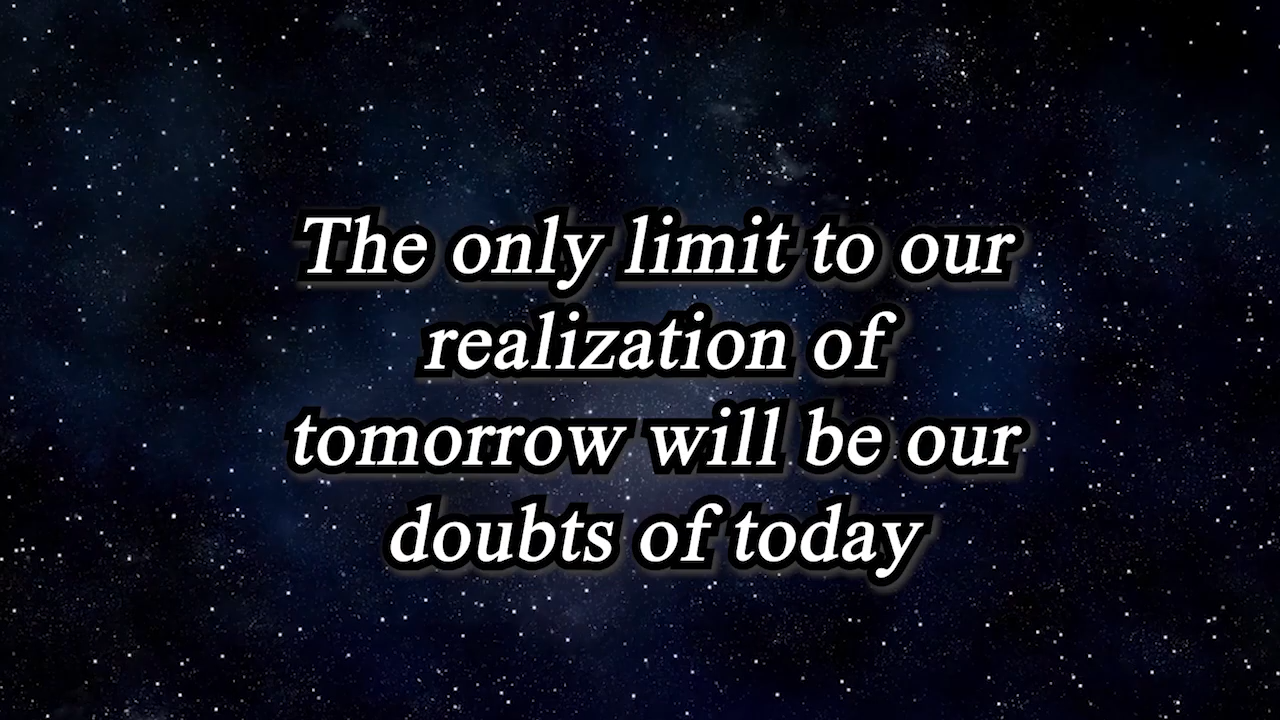 The only limit to our
realization of
tomorrow will be our
doubts of today